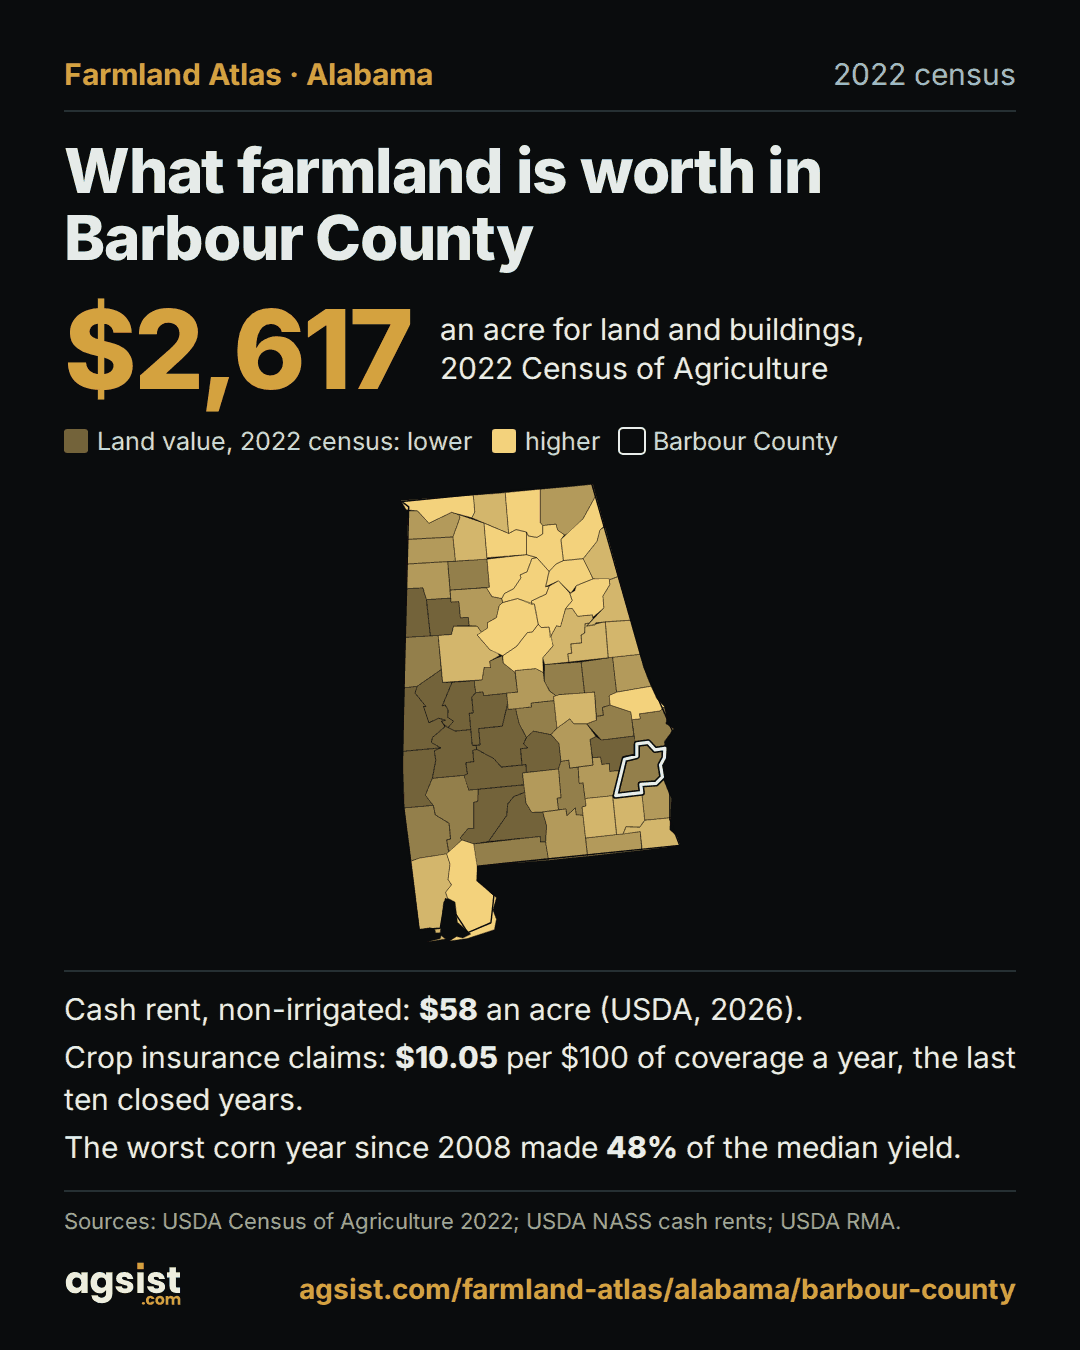 Farmland Atlas · Alabama
2022 census
What farmland is worth in
Barbour County
$2,617
an acre for land and buildings,
2022 Census of Agriculture
Land value, 2022 census: lower
higher
Barbour County
Cash rent, non-irrigated: $58 an acre (USDA, 2026).
Crop insurance claims: $10.05 per $100 of coverage a year, the last
ten closed years.
The worst corn year since 2008 made 48% of the median yield.
Sources: USDA Census of Agriculture 2022; USDA NASS cash rents; USDA RMA.
agsist
.com
agsist.com/farmland-atlas/alabama/barbour-county